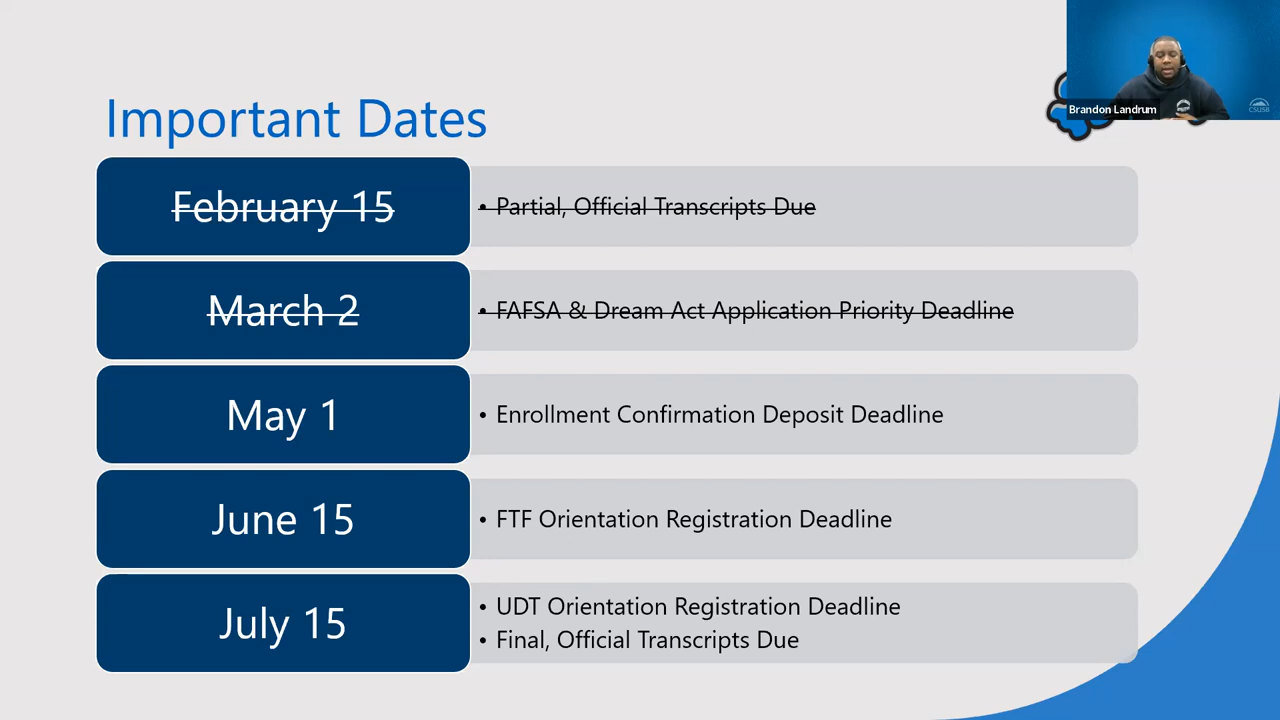 Important Dates
Brandon Landrum
CSUSB
February 15
• Partial, Official Transcripts Due
March 2
• FAFSA & Dream Act Application Priority Deadline
May 1
• Enrollment Confirmation Deposit Deadline
June 15
• FTF Orientation Registration Deadline
July 15
• UDT Orientation Registration Deadline
• Final, Official Transcripts Due